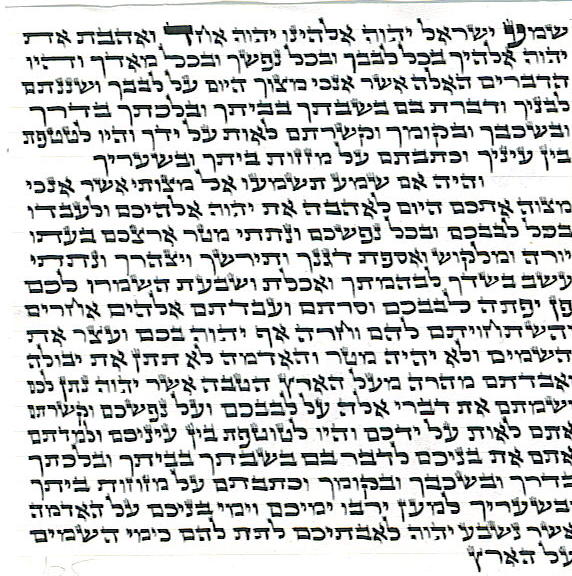 שמע ישראל יהוה אלהינו יהוה אחד ואהבת את
יהוה אלהיך בכל לבבך ובכל נפשך ובכל מאדך והיו
הדברים האלה אשר אנכי מצוך היום על לבבך ושננתם
לבניך ודברת בם בשבתך בביתך ובלכתך בדרך
ובשכבך ובקומך וקשרתם לאות על ידך והיו לטטפת
בין עיניך וכתבתם על מזזות ביתך ובשעריך
והיה אם שמע תשמעו אל מצותי אשר אנכי
מצוה אתכם היום לאהבה את יהוה אלהיכם ולעבדו
בכל לבבכם ובכל נפשכם ונתתי מטר ארצכם בעתו
יורה ומלקוש ואספת דגנך ותירשך ויצהרך ונתתי
עשב בשדך לבהמתך ואכלת ושבעת השמרו לכם
פן יפתה לבבכם וסרתם ועבדתם אלהים אחרים
והשתחויתם להם וחרה אף יהוה בכם ועצר את
השמים ולא יהיה מטר והאדמה לא תתן את יבולה
ואבדתם מהרה מעל הארץ הטבה אשר יהוה נתן לכם
ושמתם את דברי אלה על לבבכם ועל נפשכם וקשרתם
אתם לאות על ידכם והיו לטוטפת בין עיניכם ולמדתם
אתם את בניכם לדבר בם בשבתך בביתך ובלכתך
בדרך ובשכבך ובקומך וכתבתם על מזוזות ביתך
ובשעריך למען ירבו ימיכם וימי בניכם על האדמה
אשר נשבע יהוה לאבתיכם לתת להם כימי השמים
על הארץ